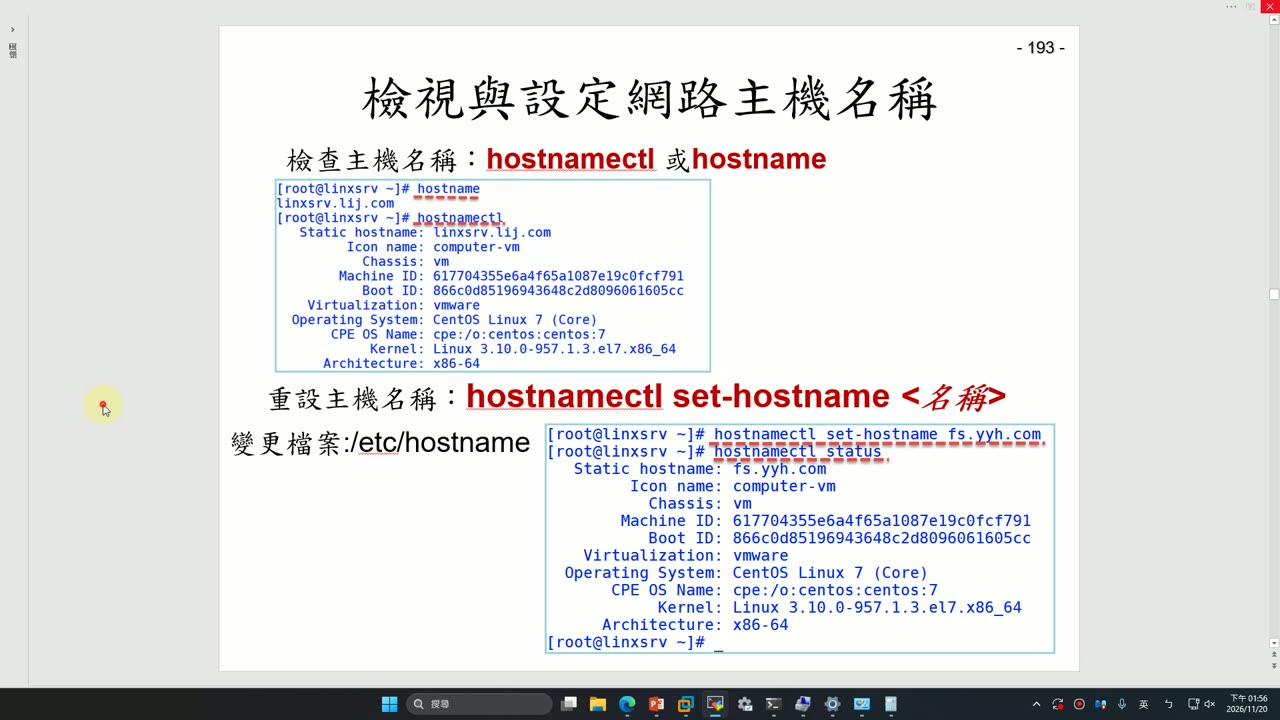 - 193 -
檢視與設定網路主機名稱
檢查主機名稱：hostnamectl 或hostname
[root@linxsrv ~]# hostname
linxsrv.lij.com
[root@linxsrv ~]# hostnamectl
Static hostname: linxsrv.lij.com
Icon name: computer-vm
Chassis: vm
Machine ID: 617704355e6a4f65a1087e19c0fcf791
Boot ID: 866c0d85196943648c2d8096061605cc
Virtualization: vmware
Operating System: CentOS Linux 7 (Core)
CPE OS Name: cpe:/o:centos:centos:7
Kernel: Linux 3.10.0-957.1.3.el7.x86_64
Architecture: x86-64
重設主機名稱：hostnamectl set-hostname <名稱>
變更檔案:/etc/hostname
[root@linxsrv ~]# hostnamectl set-hostname fs.yyh.com
[root@linxsrv ~]# hostnamectl status
Static hostname: fs.yyh.com
Icon name: computer-vm
Chassis: vm
Machine ID: 617704355e6a4f65a1087e19c0fcf791
Boot ID: 866c0d85196943648c2d8096061605cc
Virtualization: vmware
Operating System: CentOS Linux 7 (Core)
CPE OS Name: cpe:/o:centos:centos:7
Kernel: Linux 3.10.0-957.1.3.el7.x86_64
Architecture: x86-64
[root@linxsrv ~]# _
搜尋
英
ㄅ
下午 01:56
2026/11/20